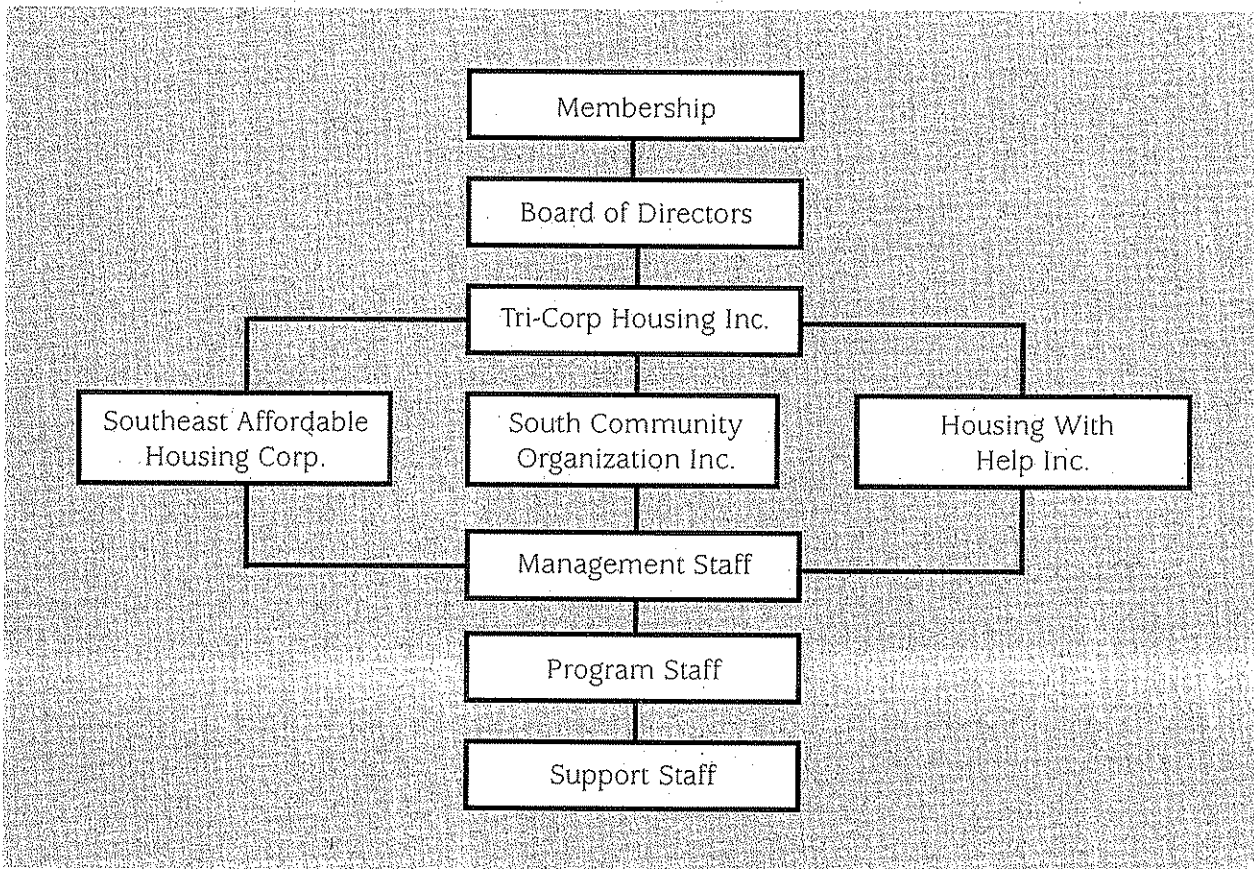 Membership
Board of Directors
Tri-Corp Housing Inc.
Southeast Affordable
Housing Corp.
South Community
Organization Inc.
Housing With
Help Inc.
Management Staff
Program Staff
Support Staff